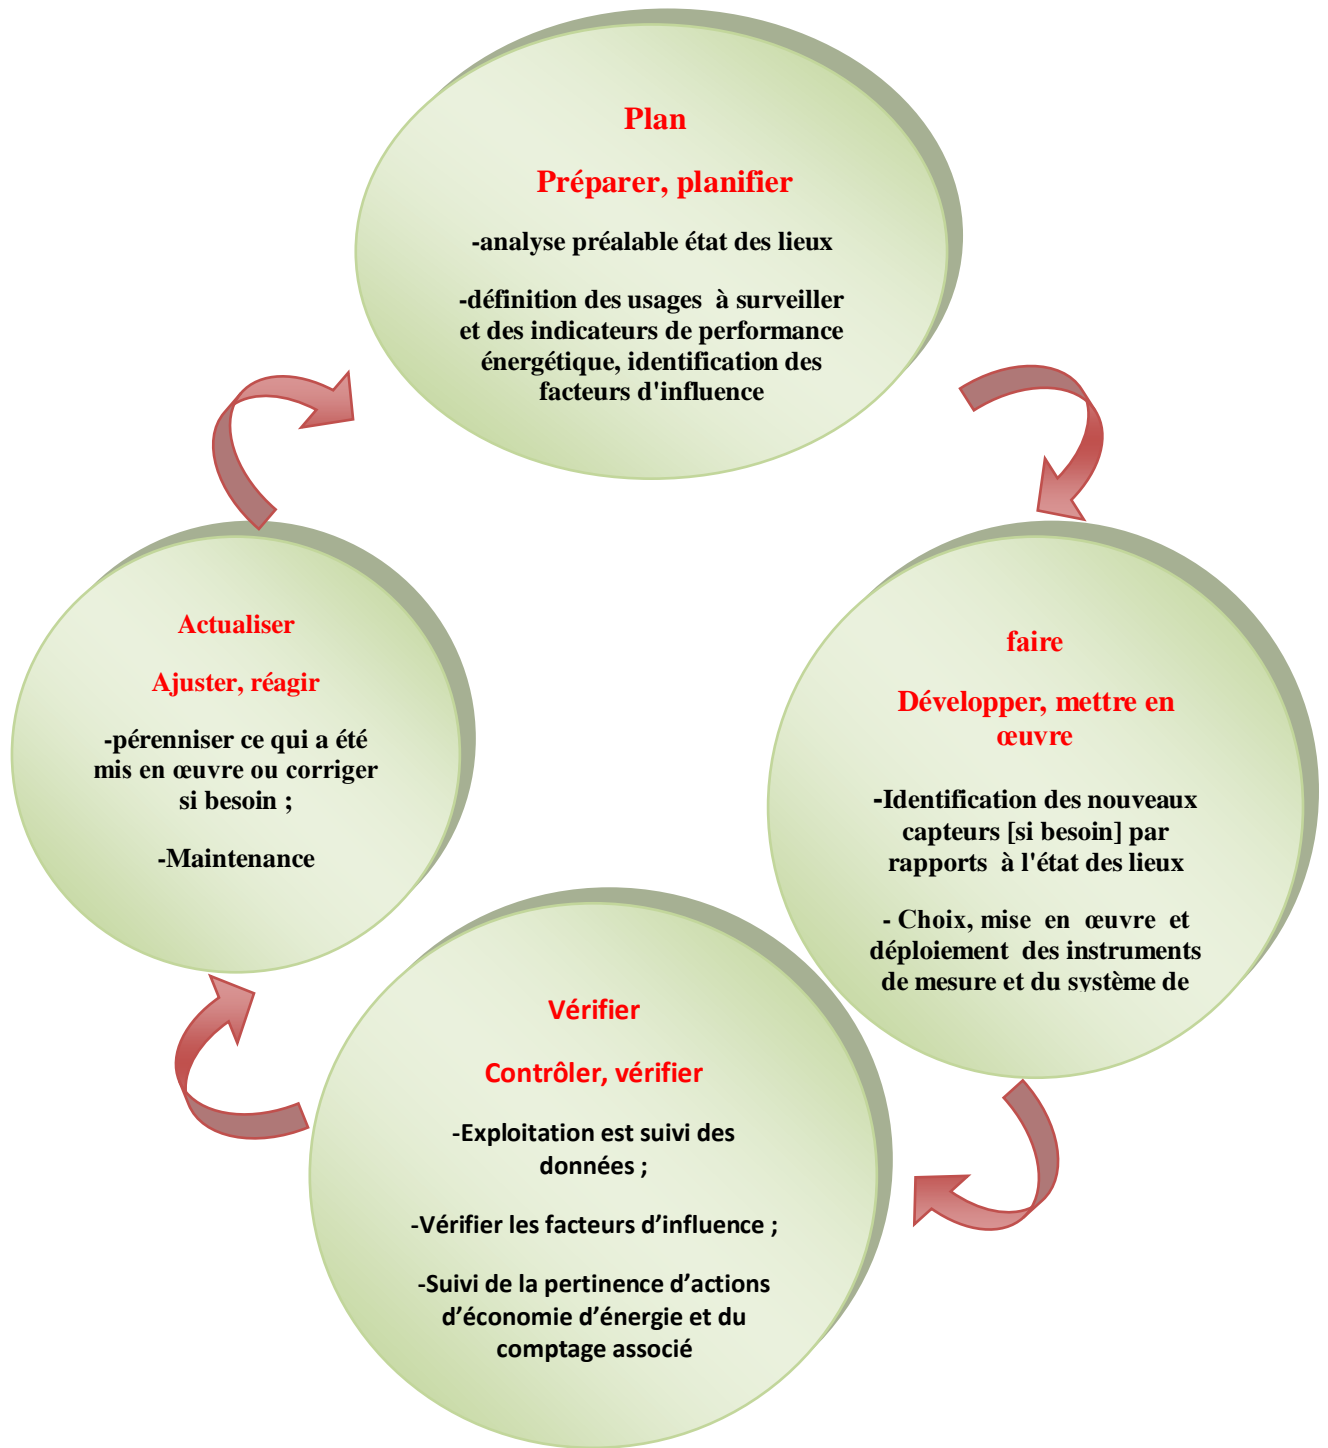 Plan
Préparer, planifier
-analyse préalable état des lieux
-définition des usages à surveiller
et des indicateurs de performance
énergétique, identification des
facteurs d'influence
faire
Développer, mettre en
œuvre
-Identification des nouveaux
capteurs [si besoin] par
rapports à l'état des lieux
- Choix, mise en œuvre et
déploiement des instruments
de mesure et du système de
Vérifier
Contrôler, vérifier
-Exploitation est suivi des
données ;
-Vérifier les facteurs d’influence ;
-Suivi de la pertinence d’actions
d’économie d’énergie et du
comptage associé
Actualiser
Ajuster, réagir
-pérenniser ce qui a été
mis en œuvre ou corriger
si besoin ;
-Maintenance